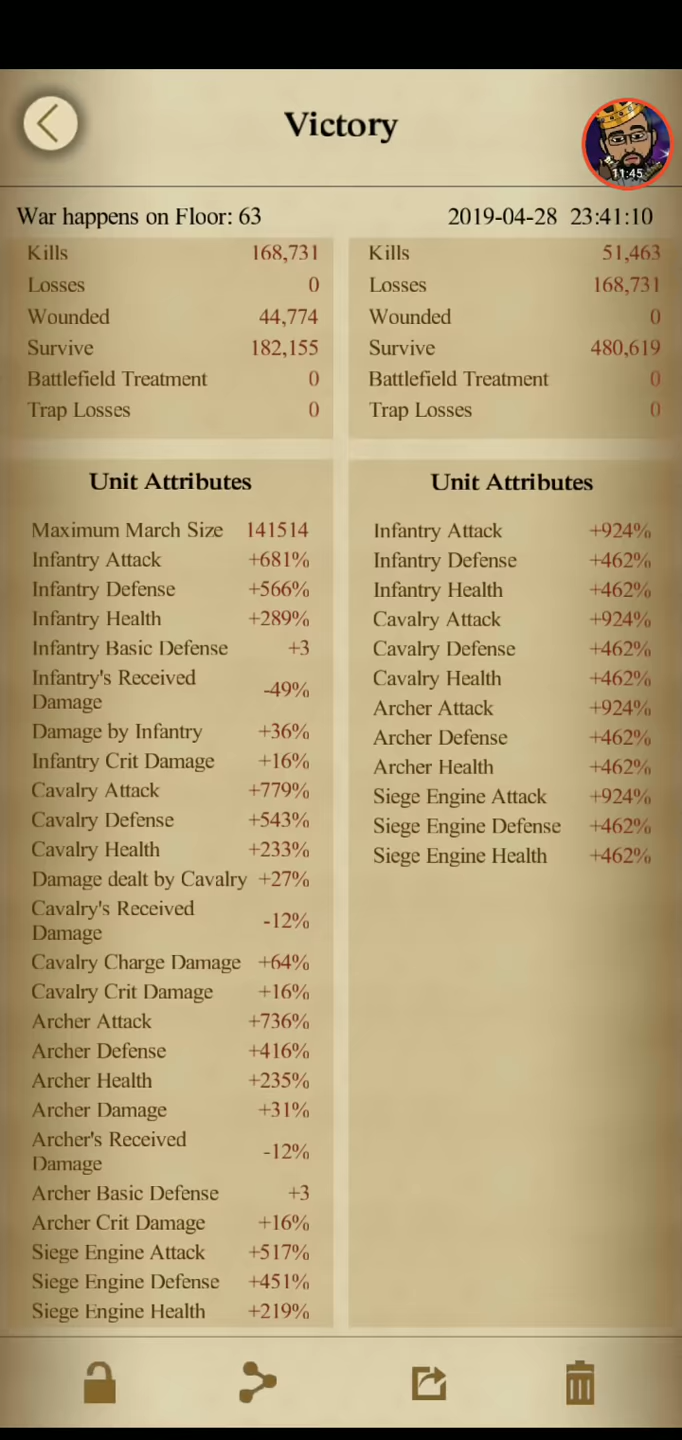 Victory
11:45
War happens on Floor: 63 2019-04-28 23:41:10
Kills 168,731
Losses 0
Wounded 44,774
Survive 182,155
Battlefield Treatment 0
Trap Losses 0
Kills 51,463
Losses 168,731
Wounded 0
Survive 480,619
Battlefield Treatment 0
Trap Losses 0
Unit Attributes
Maximum March Size 141514
Infantry Attack +681%
Infantry Defense +566%
Infantry Health +289%
Infantry Basic Defense +3
Infantry's Received
Damage -49%
Damage by Infantry +36%
Infantry Crit Damage +16%
Cavalry Attack +779%
Cavalry Defense +543%
Cavalry Health +233%
Damage dealt by Cavalry +27%
Cavalry's Received
Damage -12%
Cavalry Charge Damage +64%
Cavalry Crit Damage +16%
Archer Attack +736%
Archer Defense +416%
Archer Health +235%
Archer Damage +31%
Archer's Received
Damage -12%
Archer Basic Defense +3
Archer Crit Damage +16%
Siege Engine Attack +517%
Siege Engine Defense +451%
Siege Engine Health +219%
Unit Attributes
Infantry Attack +924%
Infantry Defense +462%
Infantry Health +462%
Cavalry Attack +924%
Cavalry Defense +462%
Cavalry Health +462%
Archer Attack +924%
Archer Defense +462%
Archer Health +462%
Siege Engine Attack +924%
Siege Engine Defense +462%
Siege Engine Health +462%